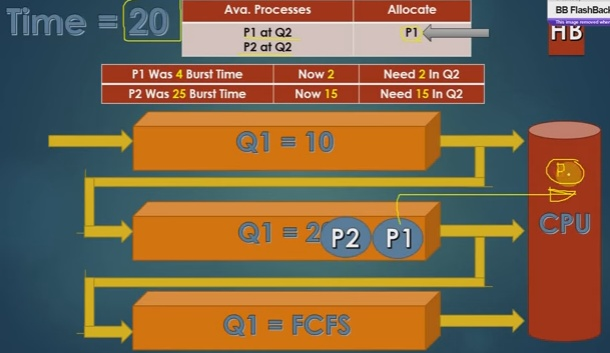 Time = 20
Ava. Processes
Allocate
P1 at Q2
P1
P2 at Q2
BB FlashBack
HB
P1 Was 4 Burst Time
Now 2
Need 2 In Q2
P2 Was 25 Burst Time
Now 15
Need 15 In Q2
Q1 = 10
CPU
Q1 = 2
P2
P1
Q1 = FCFS